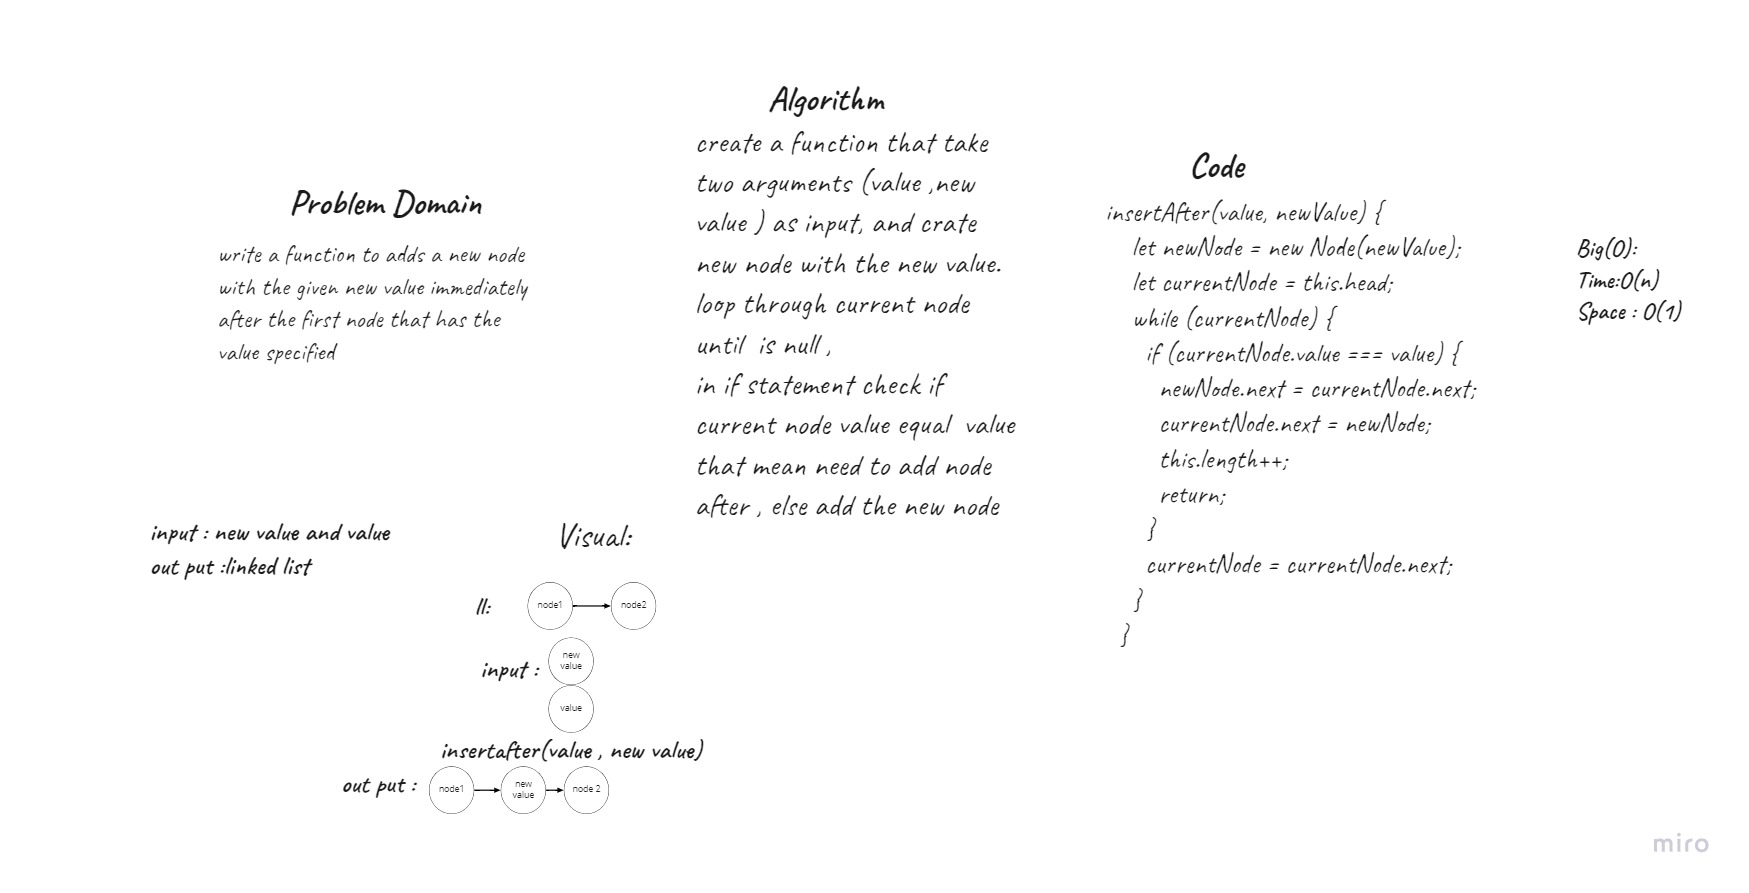 Problem Domain
write a function to adds a new node
with the given new value immediately
after the first node that has the
value specified
input : new value and value
out put :linked list
Visual:
ll:
node1
node2
input :
new
value
value
insertafter(value , new value)
out put :
node1
new
value
node 2
Algorithm
create a function that take
two arguments (value ,new
value ) as input, and crate
new node with the new value.
loop through current node
until  is null ,
in if statement check if
current node value equal  value
that mean need to add node
after , else add the new node
Code
insertAfter(value, newValue) {
let newNode = new Node(newValue);
let currentNode = this.head;
while (currentNode) {
if (currentNode.value === value) {
newNode.next = currentNode.next;
currentNode.next = newNode;
this.length++;
return;
}
currentNode = currentNode.next;
}
}
Big(O):
Time:O(n)
Space : O(1)
miro